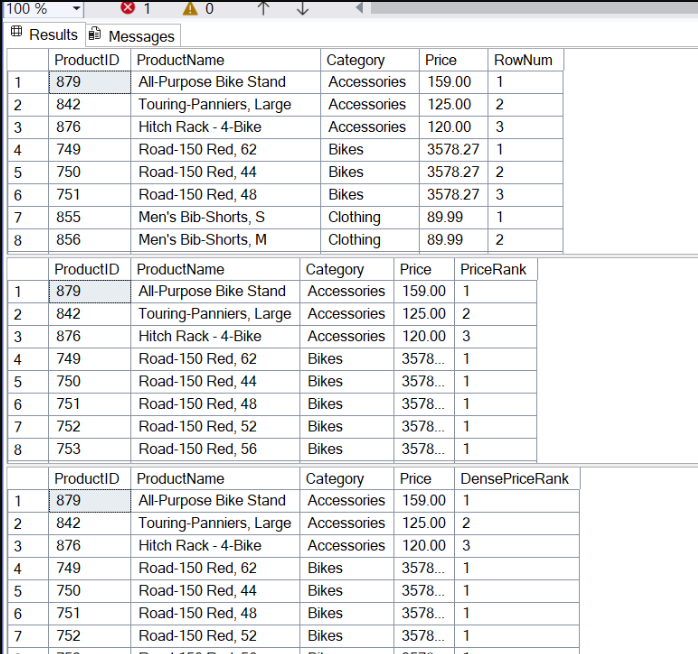 100 % 1 0
Results Messages
ProductID ProductName Category Price RowNum
1 879 All-Purpose Bike Stand Accessories 159.00 1
2 842 Touring-Panniers, Large Accessories 125.00 2
3 876 Hitch Rack - 4-Bike Accessories 120.00 3
4 749 Road-150 Red, 62 Bikes 3578.27 1
5 750 Road-150 Red, 44 Bikes 3578.27 2
6 751 Road-150 Red, 48 Bikes 3578.27 3
7 855 Men's Bib-Shorts, S Clothing 89.99 1
8 856 Men's Bib-Shorts, M Clothing 89.99 2
ProductID ProductName Category Price PriceRank
1 879 All-Purpose Bike Stand Accessories 159.00 1
2 842 Touring-Panniers, Large Accessories 125.00 2
3 876 Hitch Rack - 4-Bike Accessories 120.00 3
4 749 Road-150 Red, 62 Bikes 3578... 1
5 750 Road-150 Red, 44 Bikes 3578... 1
6 751 Road-150 Red, 48 Bikes 3578... 1
7 752 Road-150 Red, 52 Bikes 3578... 1
8 753 Road-150 Red, 56 Bikes 3578... 1
ProductID ProductName Category Price DensePriceRank
1 879 All-Purpose Bike Stand Accessories 159.00 1
2 842 Touring-Panniers, Large Accessories 125.00 2
3 876 Hitch Rack - 4-Bike Accessories 120.00 3
4 749 Road-150 Red, 62 Bikes 3578... 1
5 750 Road-150 Red, 44 Bikes 3578... 1
6 751 Road-150 Red, 48 Bikes 3578... 1
7 752 Road-150 Red, 52 Bikes 3578... 1